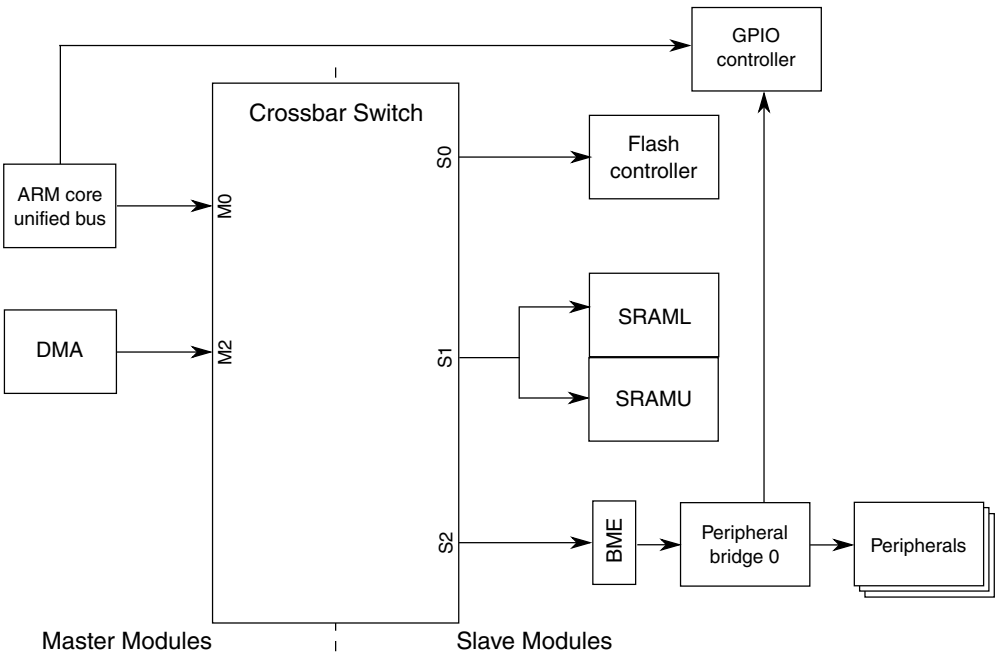 GPIO
controller
Crossbar Switch
S0
Flash
controller
ARM core
unified bus
M0
SRAML
DMA
M2
S1
SRAMU
S2
BME
Peripheral
bridge 0
Peripherals
Master Modules
Slave Modules